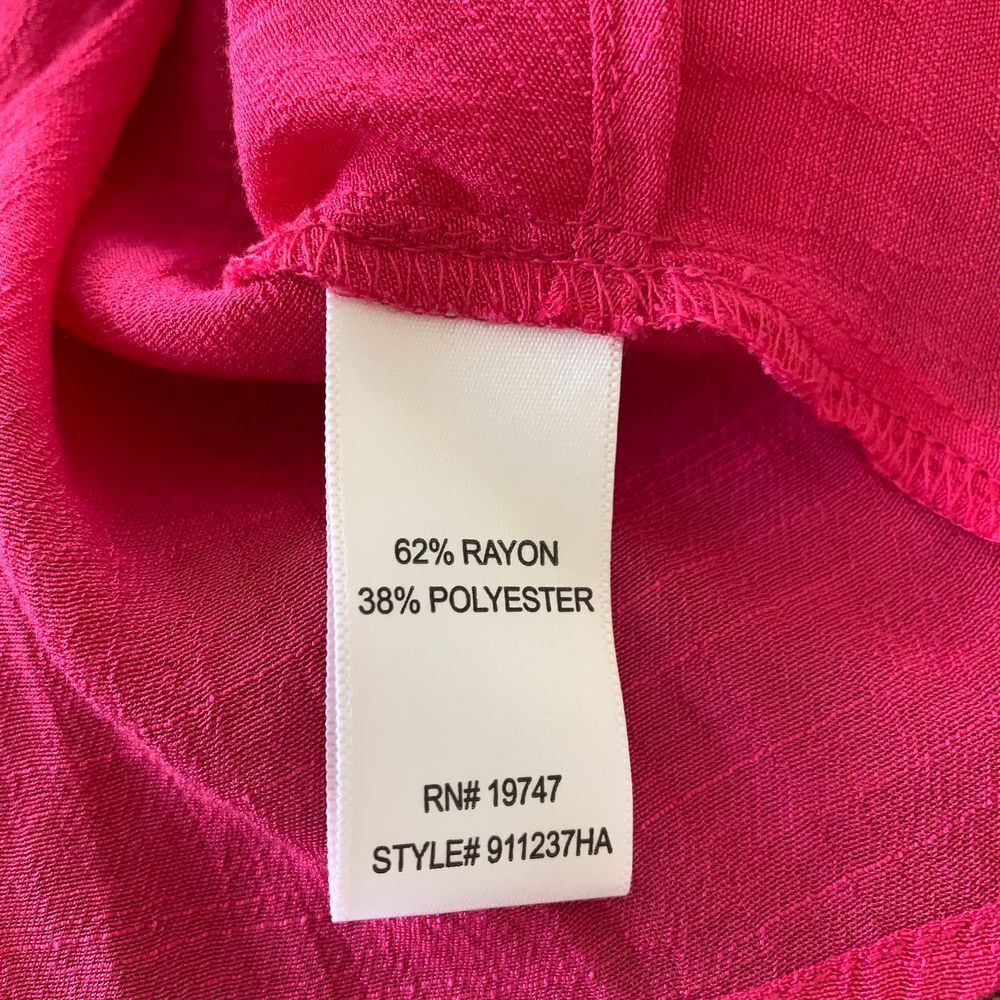 62% RAYON
38% POLYESTER
RN# 19747
STYLE# 911237HA